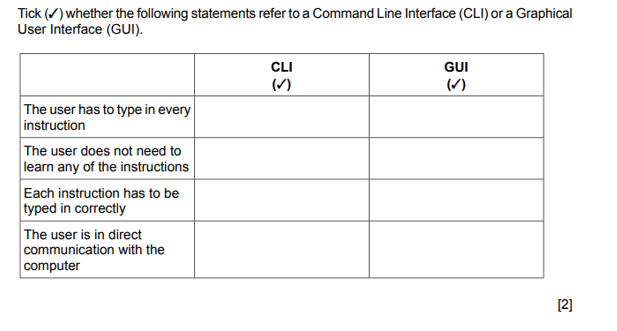 Tick (✓) whether the following statements refer to a Command Line Interface (CLI) or a Graphical
User Interface (GUI).
CLI
(✓)
GUI
(✓)
The user has to type in every
instruction
The user does not need to
learn any of the instructions
Each instruction has to be
typed in correctly
The user is in direct
communication with the
computer
[2]